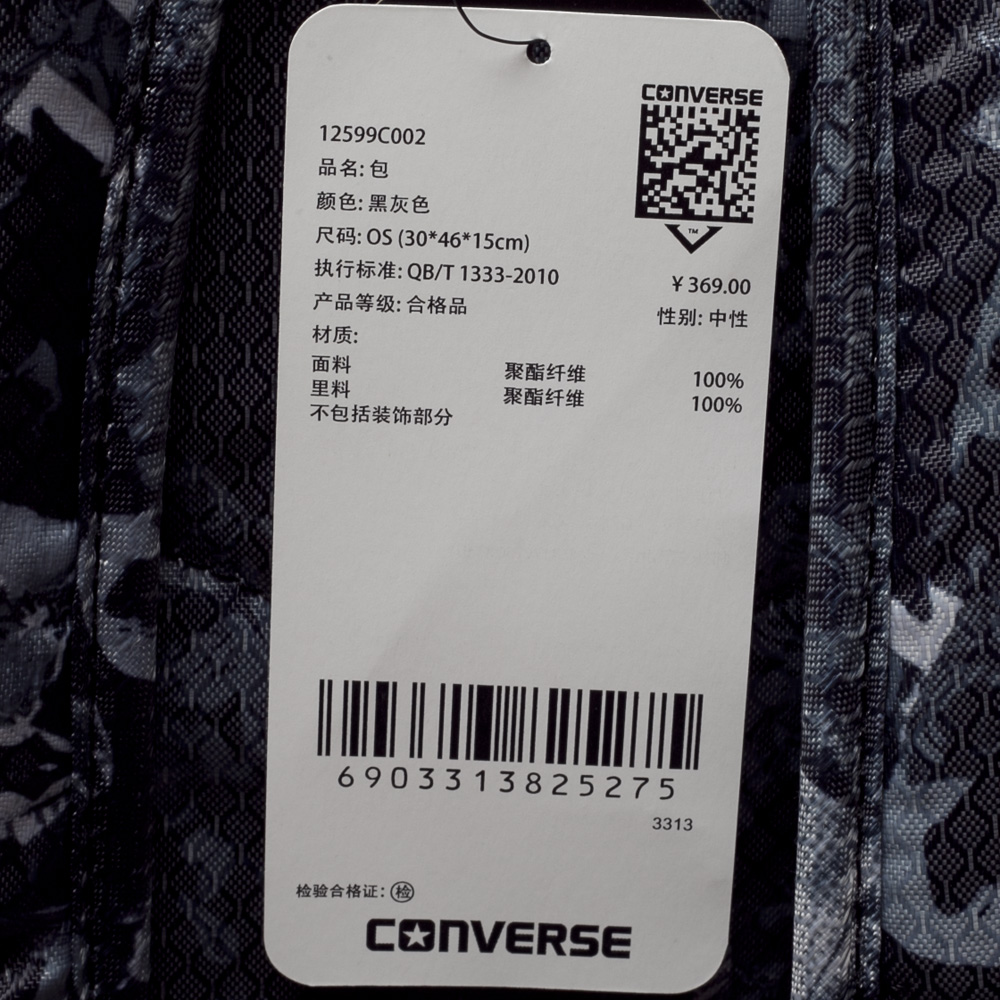 CONVERSE
12599C002
品名: 包
颜色: 黑灰色
尺码: OS (30*46*15cm)
执行标准: QB/T 1333-2010
产品等级: 合格品
TM
¥ 369.00
性别: 中性
材质:
面料 聚酯纤维 100%
里料 聚酯纤维 100%
不包括装饰部分
6903313825275
3313
检验合格证: 检
CONVERSE